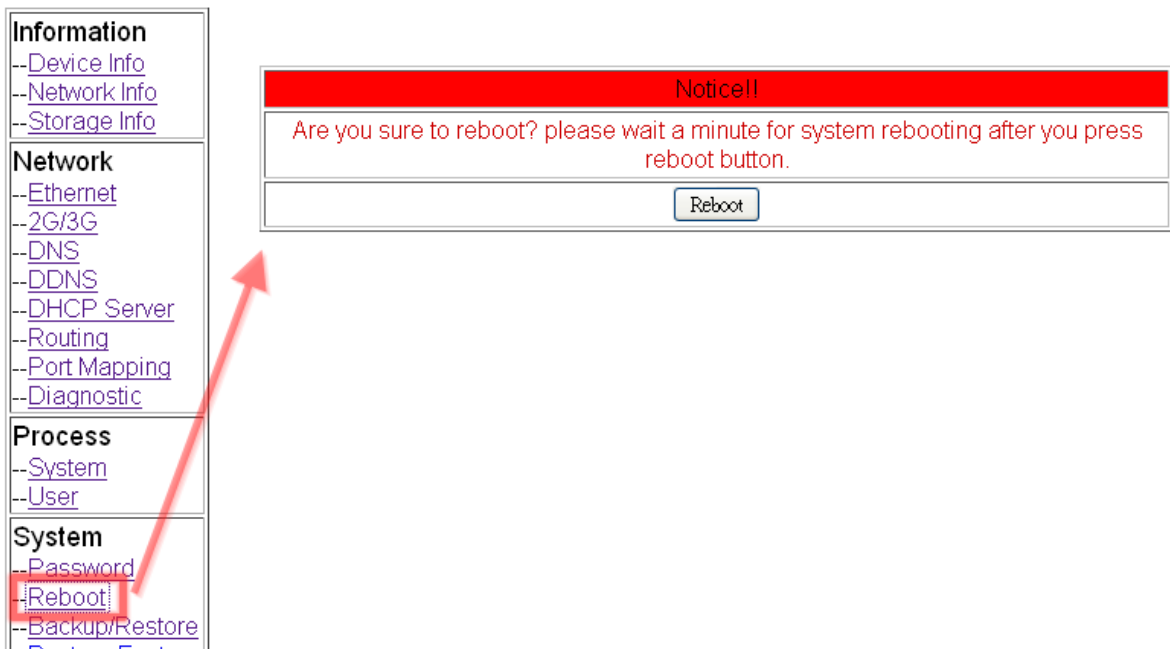 Information
--Device Info
--Network Info
--Storage Info
Network
--Ethernet
--2G/3G
--DNS
--DDNS
--DHCP Server
--Routing
--Port Mapping
--Diagnostic
Process
--System
--User
System
--Password
--Reboot
--Backup/Restore
Notice!!
Are you sure to reboot? please wait a minute for system rebooting after you press
reboot button.
Reboot